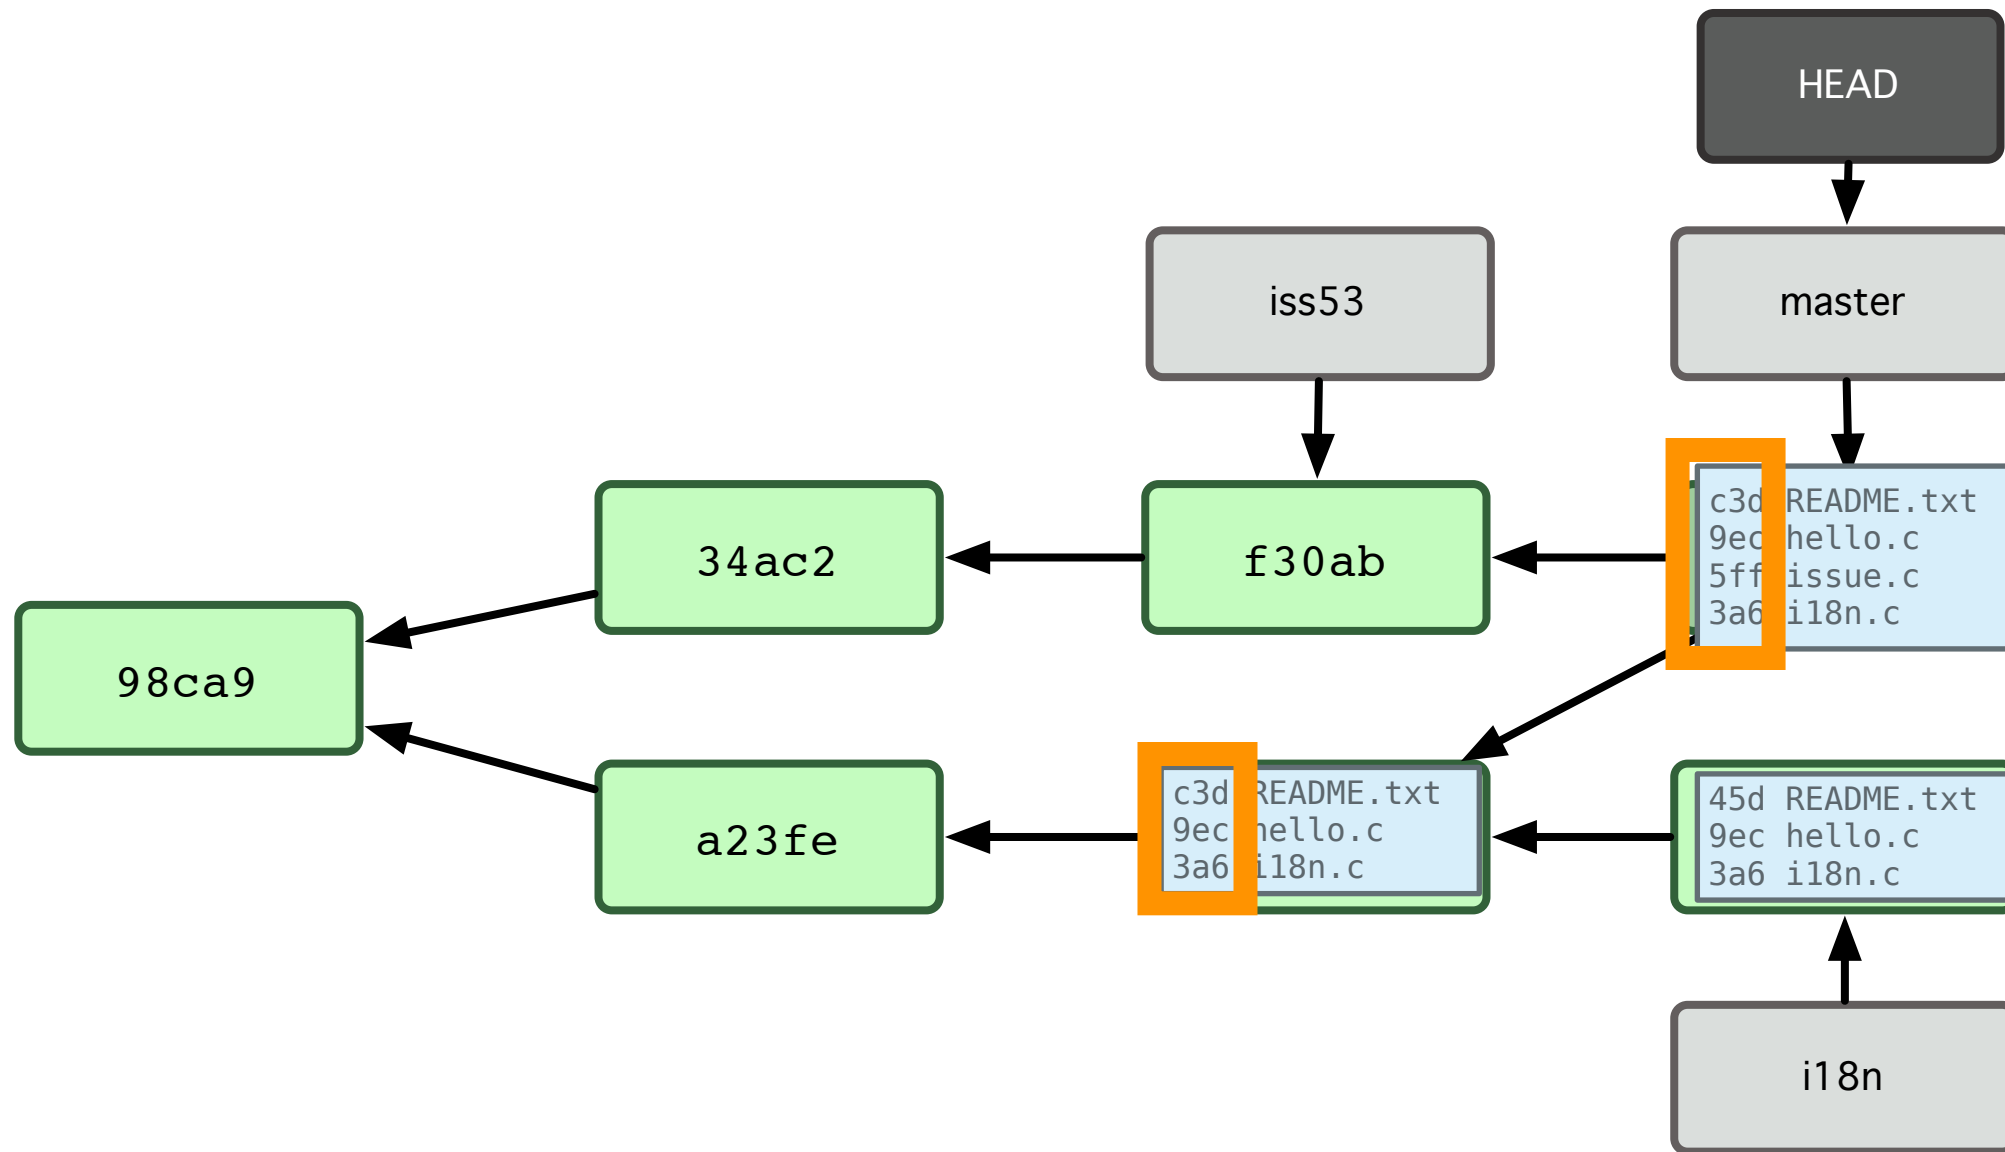 HEAD
iss53
master
34ac2
f30ab
c3d README.txt
9ec hello.c
5ff issue.c
3a6 i18n.c
98ca9
a23fe
c3d README.txt
9ec hello.c
3a6 i18n.c
45d README.txt
9ec hello.c
3a6 i18n.c
i18n